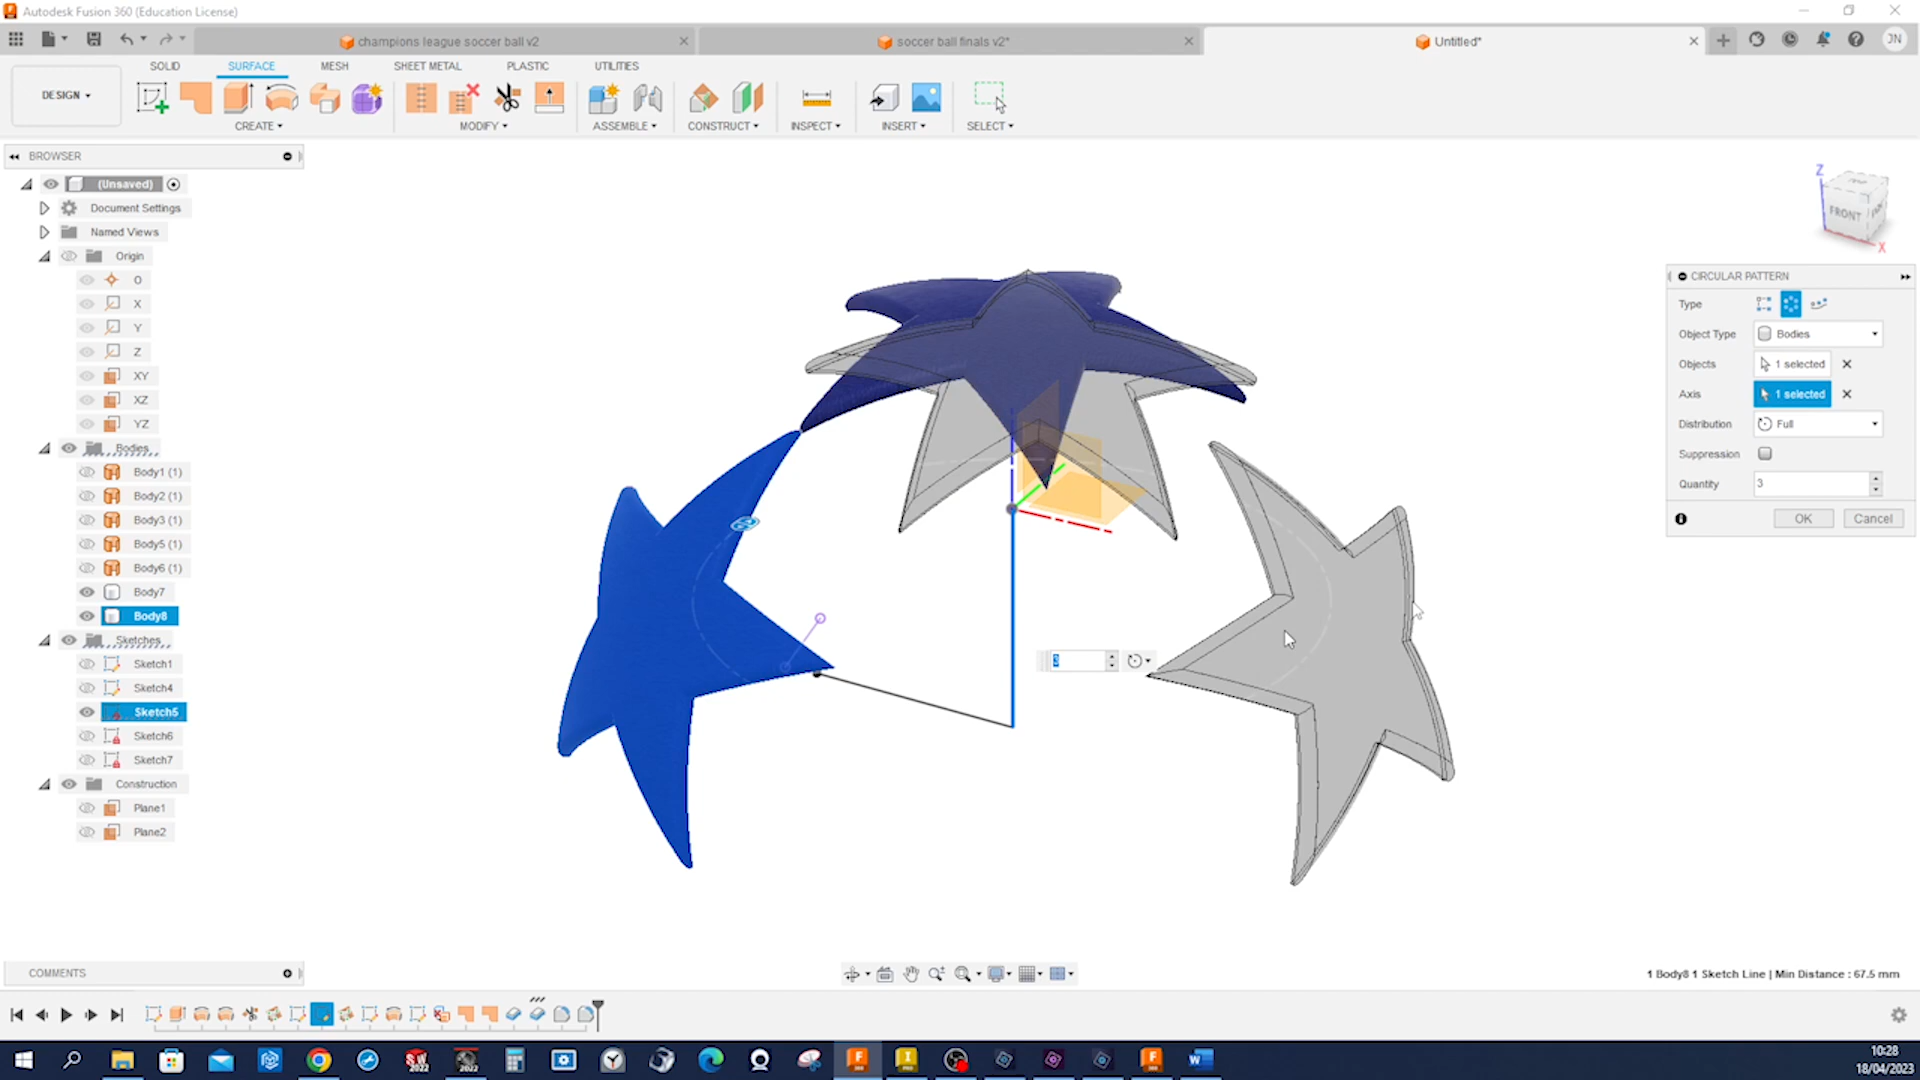 Autodesk Fusion 360 (Education License)
champions league soccer ball v2
soccer ball finals v2*
Untitled*
JN
DESIGN
SOLID
SURFACE
MESH
SHEET METAL
PLASTIC
UTILITIES
CREATE
MODIFY
ASSEMBLE
CONSTRUCT
INSPECT
INSERT
SELECT
BROWSER
(Unsaved)
Document Settings
Named Views
Origin
O
X
Y
Z
XY
XZ
YZ
Bodies
Body1 (1)
Body2 (1)
Body3 (1)
Body5 (1)
Body6 (1)
Body7
Body8
Sketches
Sketch1
Sketch4
Sketch5
Sketch6
Sketch7
Construction
Plane1
Plane2
Z
FRONT
X
CIRCULAR PATTERN
Type
Object Type Bodies
Objects 1 selected
Axis 1 selected
Distribution Full
Suppression
Quantity 3
OK Cancel
3
COMMENTS
1 Body8 1 Sketch Line | Min Distance : 67.5 mm
10:28
18/04/2023